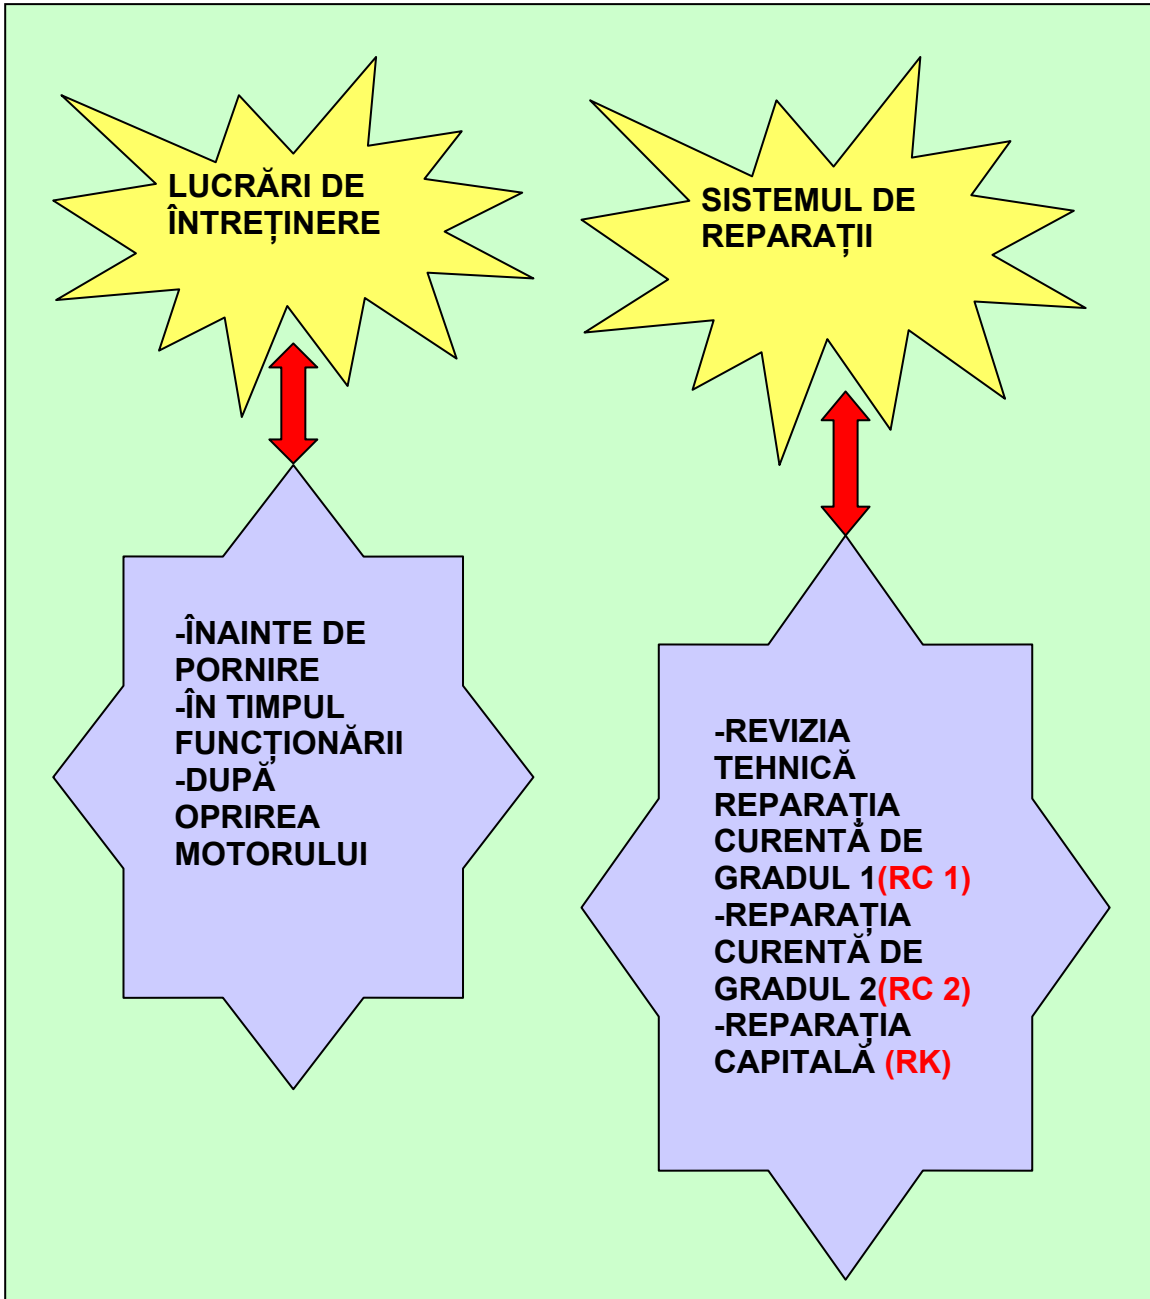 LUCRĂRI DE
ÎNTREȚINERE
SISTEMUL DE
REPARAȚII
-ÎNAINTE DE
PORNIRE
-ÎN TIMPUL
FUNCȚIONĂRII
-DUPĂ
OPRIREA
MOTORULUI
-REVIZIA
TEHNICĂ
REPARAȚIA
CURENTĂ DE
GRADUL 1(RC 1)
-REPARAȚIA
CURENTĂ DE
GRADUL 2(RC 2)
-REPARAȚIA
CAPITALĂ (RK)